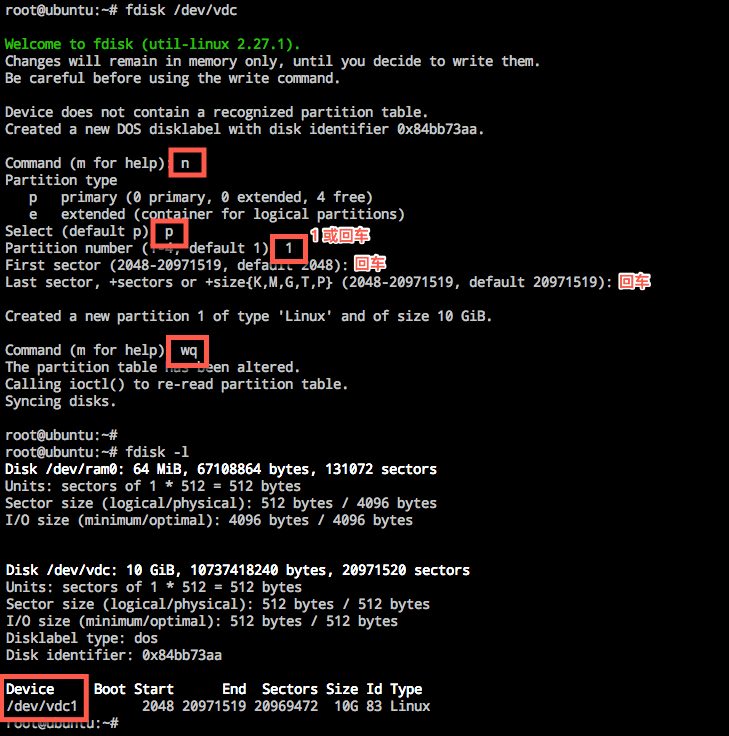 root@ubuntu:~# fdisk /dev/vdc
Welcome to fdisk (util-linux 2.27.1).
Changes will remain in memory only, until you decide to write them.
Be careful before using the write command.
Device does not contain a recognized partition table.
Created a new DOS disklabel with disk identifier 0x84bb73aa.
Command (m for help) n
Partition type
p   primary (0 primary, 0 extended, 4 free)
e   extended (container for logical partitions)
Select (default p) p
1 或回车
Partition number (1-4, default 1) 1
First sector (2048-20971519, default 2048): 回车
Last sector, +sectors or +size{K,M,G,T,P} (2048-20971519, default 20971519): 回车
Created a new partition 1 of type 'Linux' and of size 10 GiB.
Command (m for help) wq
The partition table has been altered.
Calling ioctl() to re-read partition table.
Syncing disks.
root@ubuntu:~#
root@ubuntu:~# fdisk -l
Disk /dev/ram0: 64 MiB, 67108864 bytes, 131072 sectors
Units: sectors of 1 * 512 = 512 bytes
Sector size (logical/physical): 512 bytes / 4096 bytes
I/O size (minimum/optimal): 4096 bytes / 4096 bytes
Disk /dev/vdc: 10 GiB, 10737418240 bytes, 20971520 sectors
Units: sectors of 1 * 512 = 512 bytes
Sector size (logical/physical): 512 bytes / 512 bytes
I/O size (minimum/optimal): 512 bytes / 512 bytes
Disklabel type: dos
Disk identifier: 0x84bb73aa
Device     Boot Start      End  Sectors Size Id Type
/dev/vdc1        2048 20971519 20969472  10G 83 Linux
root@ubuntu:~#